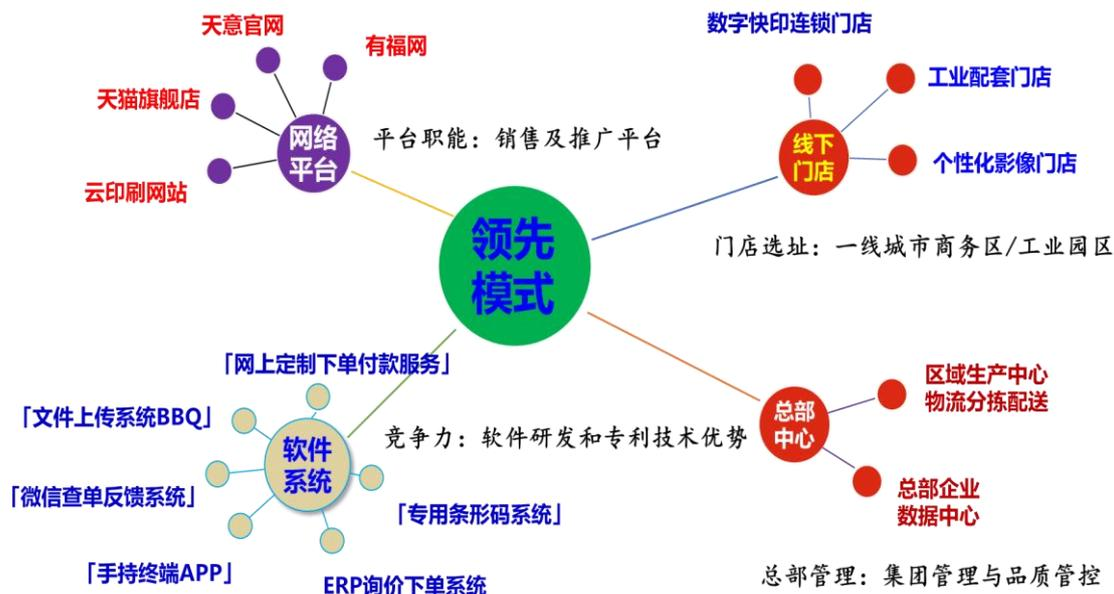 天意官网
有福网
天猫旗舰店
云印刷网站
网络
平台
平台职能：销售及推广平台
数字快印连锁门店
工业配套门店
个性化影像门店
线下
门店
门店选址：一线城市商务区/工业园区
领先
模式
「网上定制下单付款服务」
「文件上传系统BBQ」
「微信查单反馈系统」
「手持终端APP」
ERP询价下单系统
「专用条形码系统」
软件
系统
竞争力：软件研发和专利技术优势
总部
中心
区域生产中心
物流分拣配送
总部企业
数据中心
总部管理：集团管理与品质管控